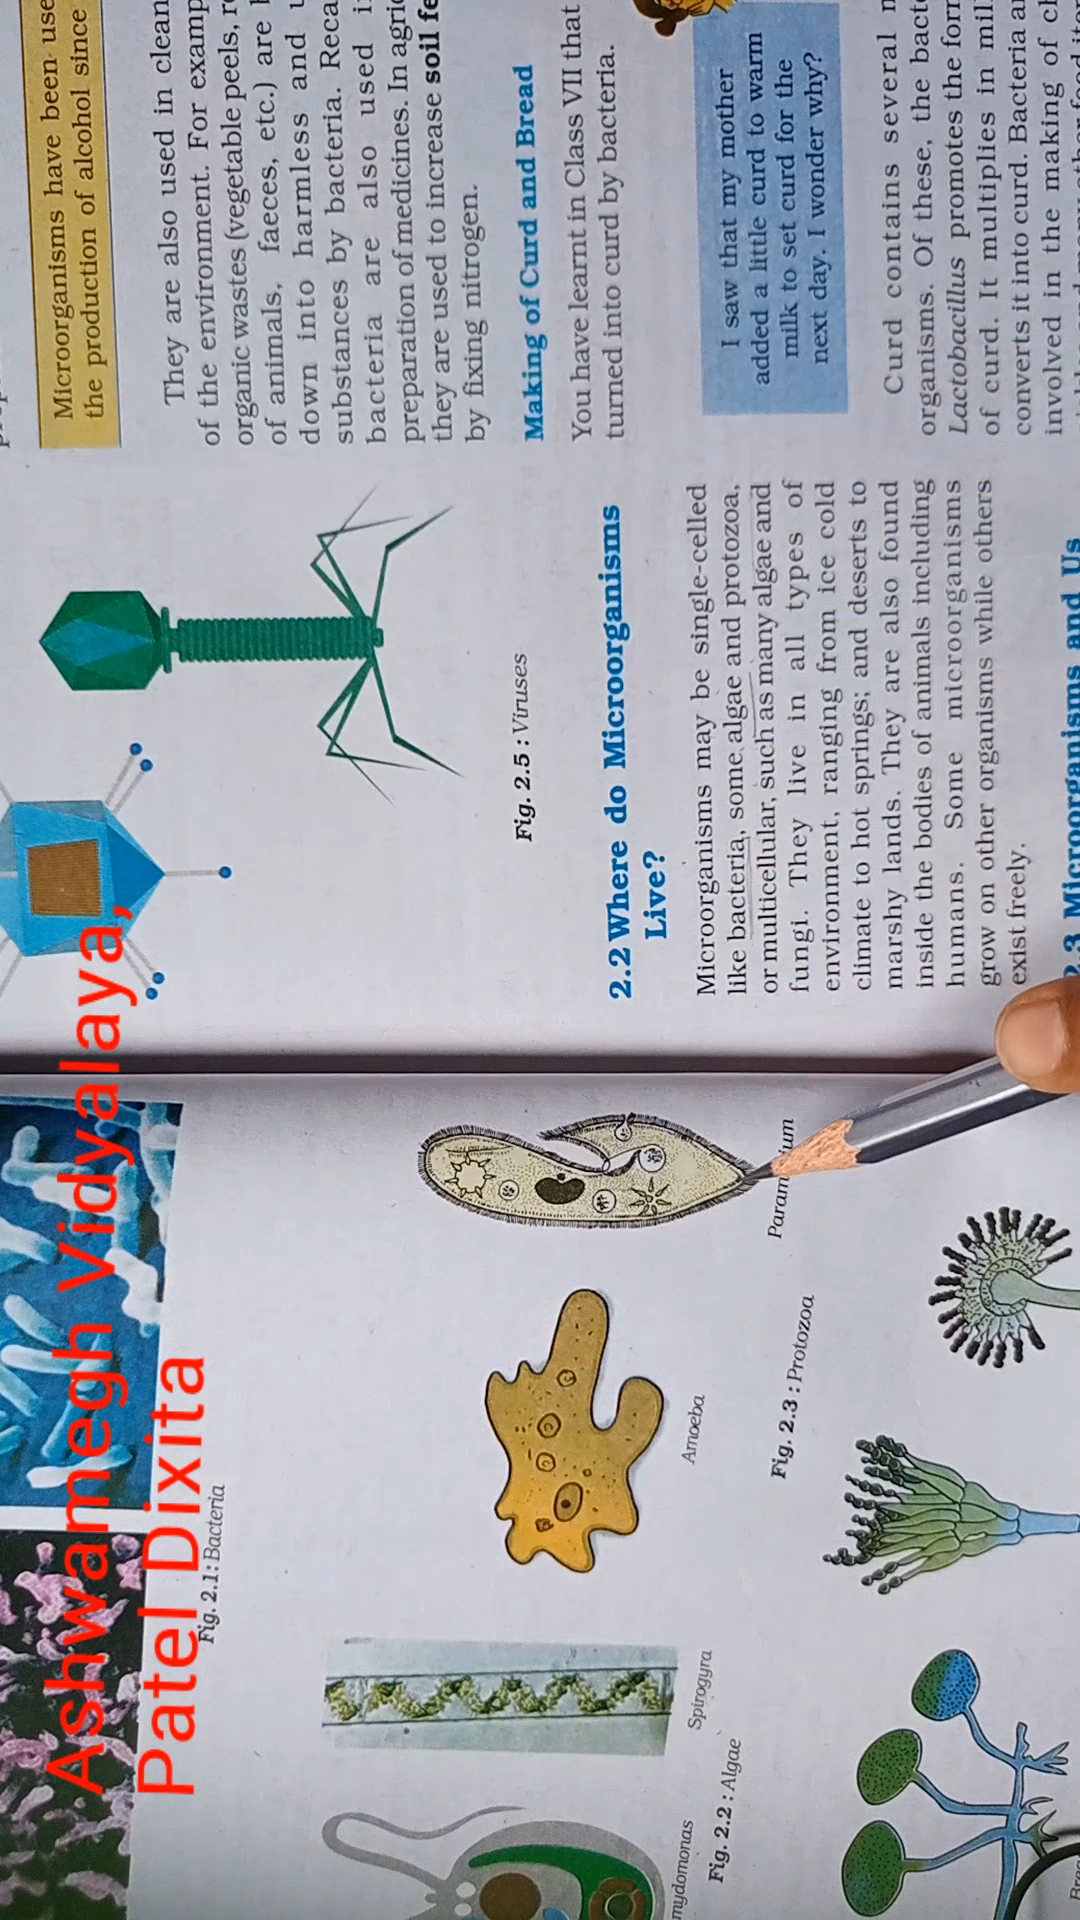 Ashwamegh Vidyalaya,
Patel Dixita
Fig. 2.1: Bacteria
Spirogyra
Fig. 2.2 : Algae
Amoeba
Fig. 2.3 : Protozoa
Fig. 2.5 : Viruses
2.2 Where do Microorganisms
Live?
Microorganisms may be single-celled
like bacteria, some algae and protozoa,
or multicellular, such as many algae and
fungi. They live in all types of
environment, ranging from ice cold
climate to hot springs; and deserts to
marshy lands. They are also found
inside the bodies of animals including
humans. Some microorganisms
grow on other organisms while others
exist freely.
2.3 Microorganisms and Us
Microorganisms have been use
the production of alcohol since
They are also used in clean
of the environment. For examp
organic wastes (vegetable peels, r
of animals, faeces, etc.) are
down into harmless and u
substances by bacteria. Reca
bacteria are also used i
preparation of medicines. In agric
they are used to increase soil fe
by fixing nitrogen.
Making of Curd and Bread
You have learnt in Class VII that
turned into curd by bacteria.
I saw that my mother
added a little curd to warm
milk to set curd for the
next day. I wonder why?
Curd contains several m
organisms. Of these, the bact
Lactobacillus promotes the for
of curd. It multiplies in mil
converts it into curd. Bacteria a
involved in the making of ch